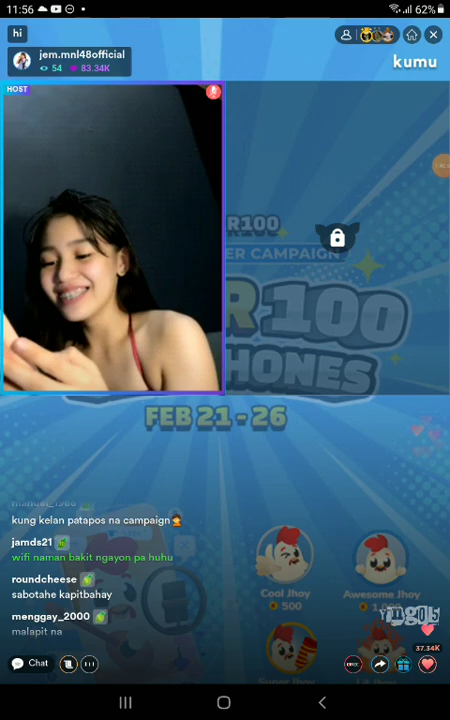 11:56
62%
hi
jem.mnl48official
54
83.34K
kumu
HOST
R100
ER CAMPAIGN
R100
HONES
FEB 21 - 26
kung kelan patapos na campaign
jamds21
wifi naman bakit ngayon pa huhu
roundcheese
sabotahe kapitbahay
menggay_2000
malapit na
Cool Jhoy
500
Awesome Jhoy
37.34K
Chat